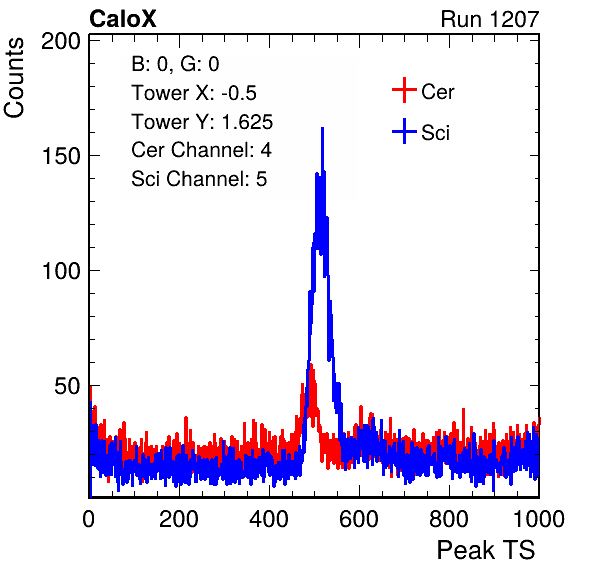 CaloX Run 1207
Counts
200
150
100
50
B: 0, G: 0
Tower X: -0.5
Tower Y: 1.625
Cer Channel: 4
Sci Channel: 5
Cer
Sci
0 200 400 600 800 1000
Peak TS